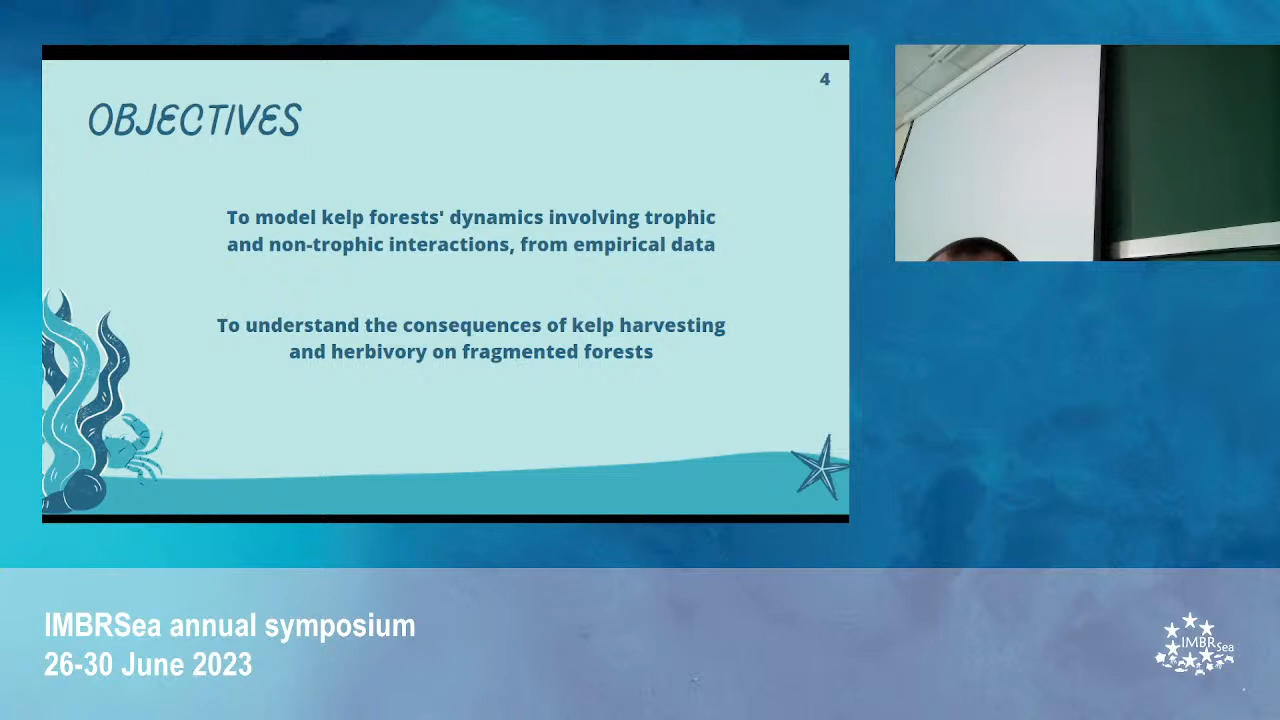 4
OBJECTIVES
To model kelp forests' dynamics involving trophic
and non-trophic interactions, from empirical data
To understand the consequences of kelp harvesting
and herbivory on fragmented forests
IMBRSea annual symposium
26-30 June 2023
IMBRSea